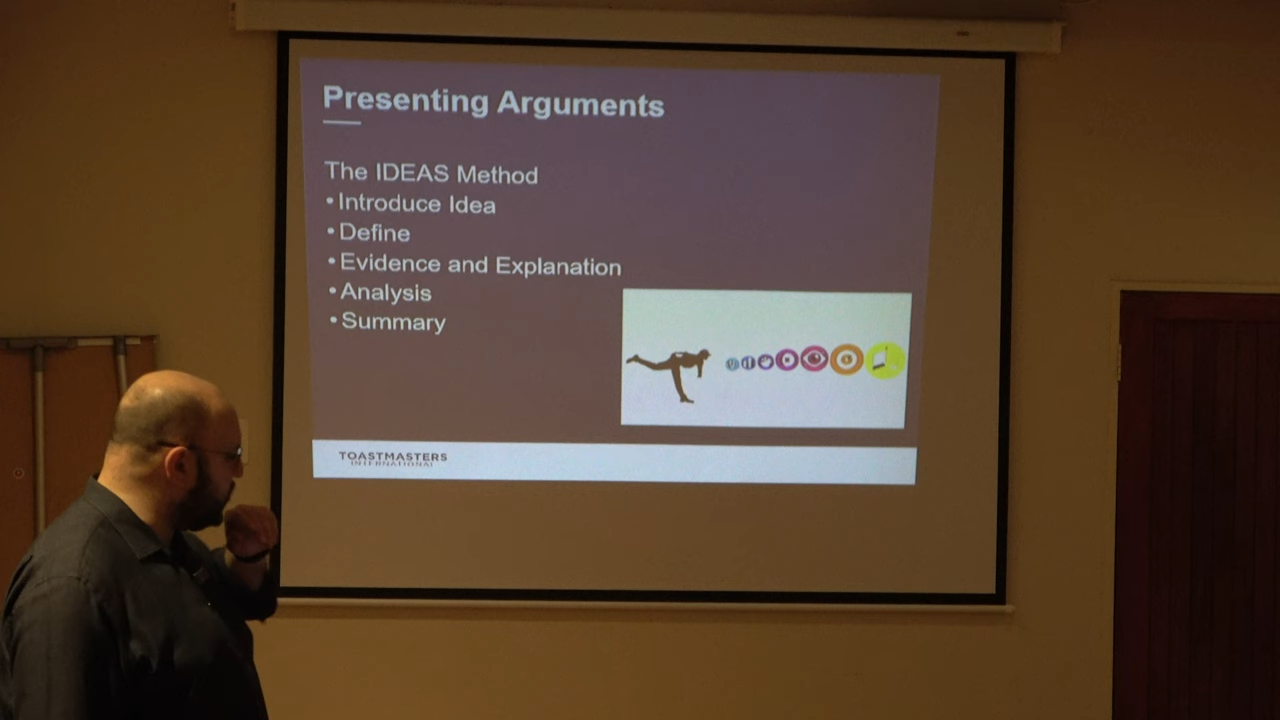 Presenting Arguments
The IDEAS Method
•Introduce Idea
•Define
•Evidence and Explanation
•Analysis
•Summary
TOASTMASTERS
INTERNATIONAL